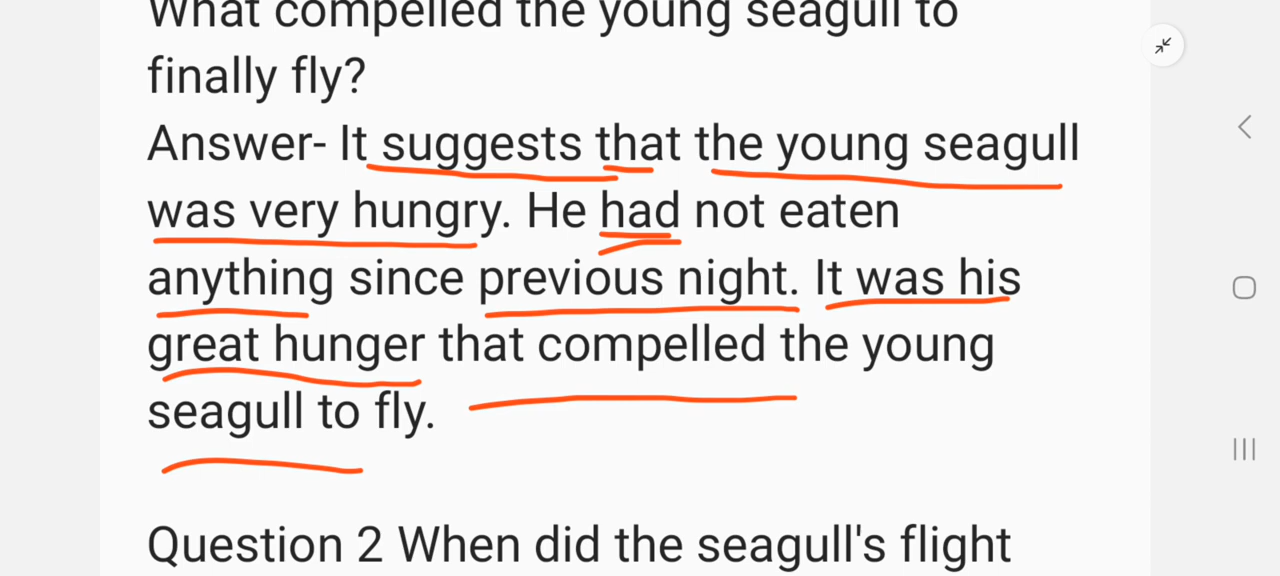 What compelled the young seagull to
finally fly?
Answer- It suggests that the young seagull
was very hungry. He had not eaten
anything since previous night. It was his
great hunger that compelled the young
seagull to fly.
Question 2 When did the seagull's flight